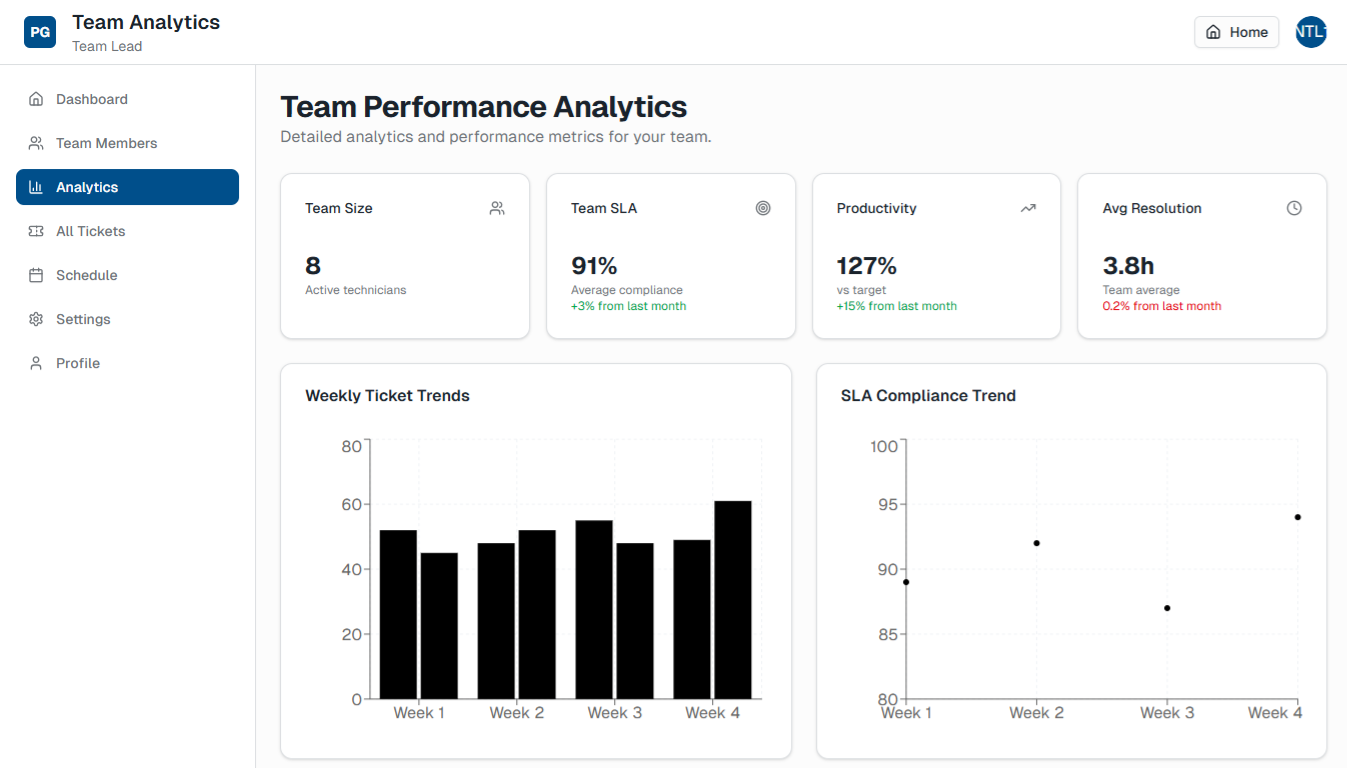 PG
Team Analytics
Team Lead
Home
Dashboard
Team Members
Analytics
All Tickets
Schedule
Settings
Profile
Team Performance Analytics
Detailed analytics and performance metrics for your team.
Team Size
8
Active technicians
Team SLA
91%
Average compliance
+3% from last month
Productivity
127%
vs target
+15% from last month
Avg Resolution
3.8h
Team average
0.2% from last month
Weekly Ticket Trends
80
60
40
20
0
Week 1 Week 2 Week 3 Week 4
SLA Compliance Trend
100
95
90
85
80
Week 1 Week 2 Week 3 Week 4